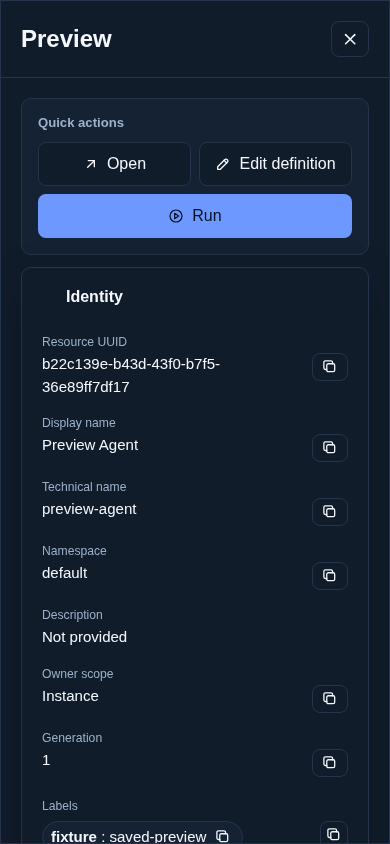 Preview
Quick actions
Open
Edit definition
Run
Identity
Resource UUID
b22c139e-b43d-43f0-b7f5-
36e89ff7df17
Display name
Preview Agent
Technical name
preview-agent
Namespace
default
Description
Not provided
Owner scope
Instance
Generation
1
Labels
fixture : saved-preview